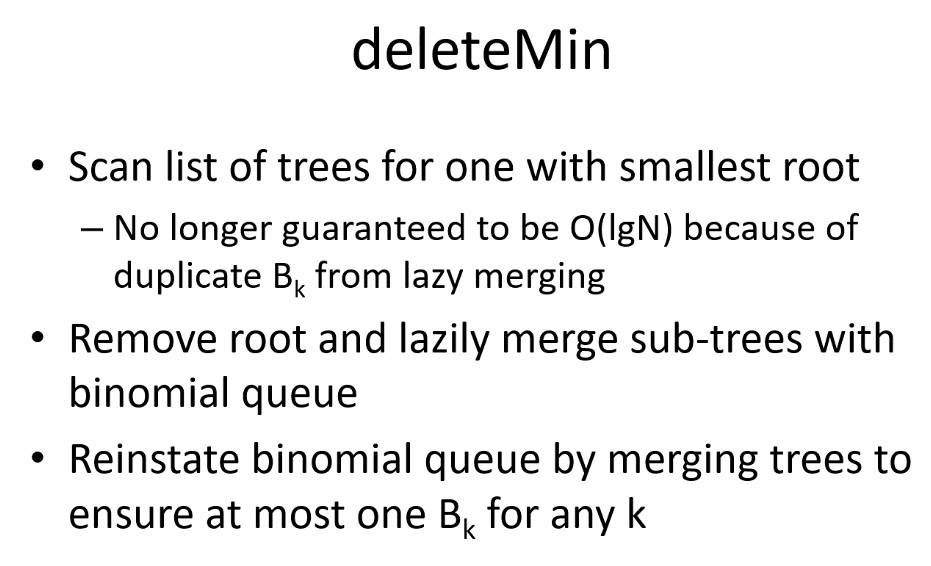 deleteMin
• Scan list of trees for one with smallest root
– No longer guaranteed to be O(lgN) because of
duplicate Bₖ from lazy merging
• Remove root and lazily merge sub-trees with
binomial queue
• Reinstate binomial queue by merging trees to
ensure at most one Bₖ for any k